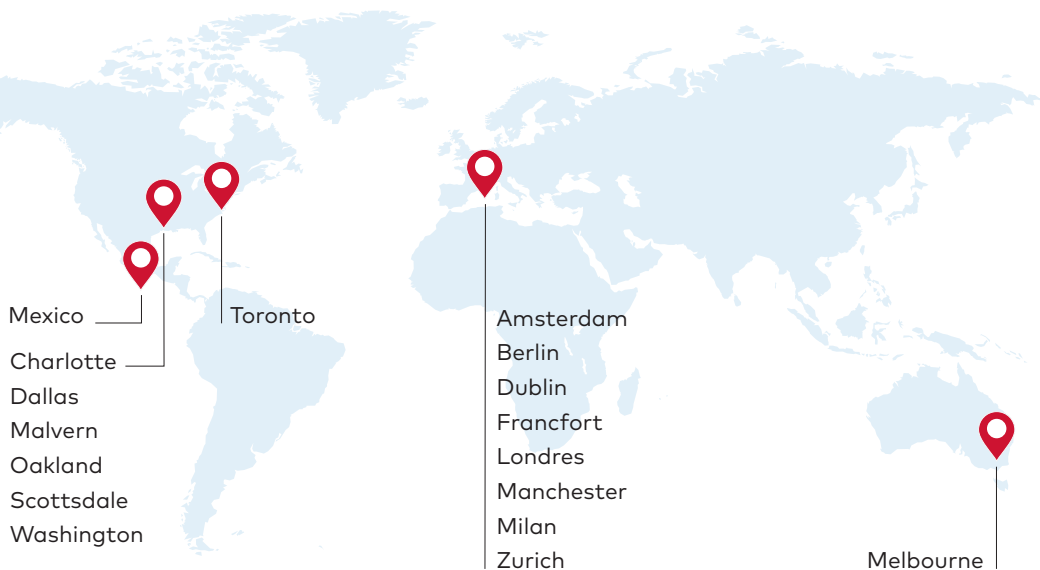 Mexico
Charlotte
Dallas
Malvern
Oakland
Scottsdale
Washington
Toronto
Amsterdam
Berlin
Dublin
Francfort
Londres
Manchester
Milan
Zurich
Melbourne